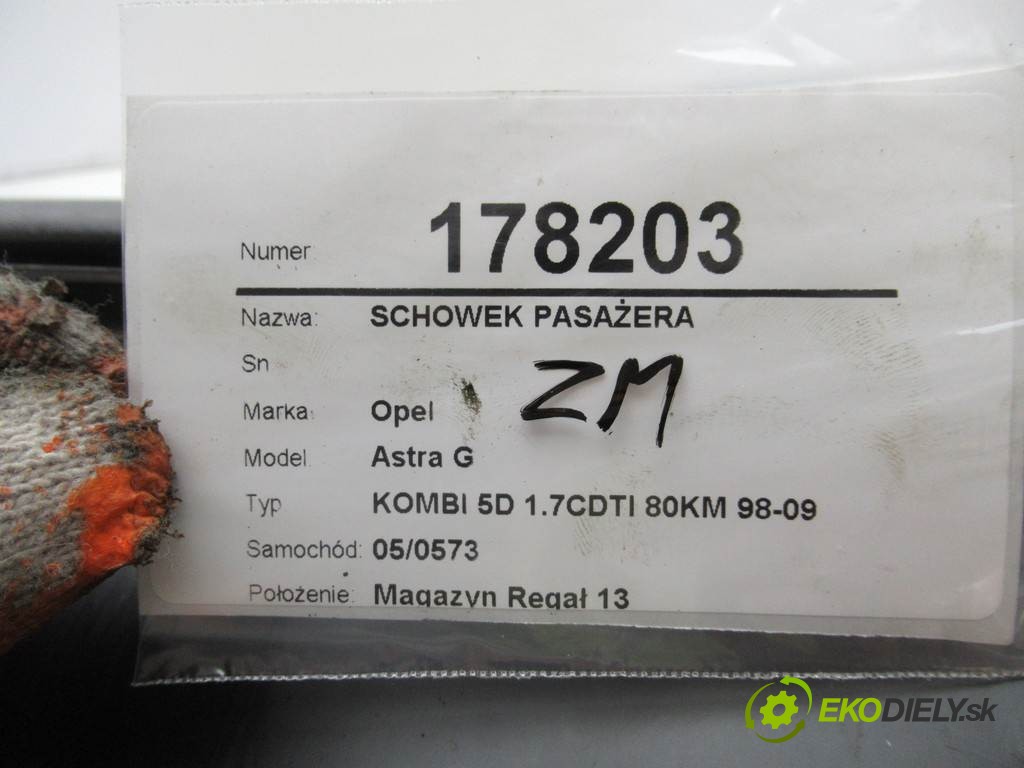 Numer 178203
Nazwa: SCHOWEK PASAŻERA
Sn
ZM
Marka: Opel
Model Astra G
Typ KOMBI 5D 1.7CDTI 80KM 98-09
Samochód: 05/0573
Położenie: Magazyn Regał 13
EKODIELY.sk